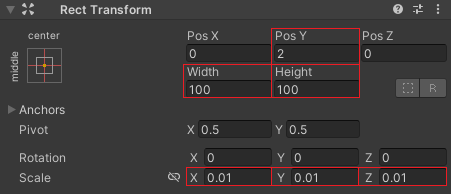 Rect Transform
center
Pos X Pos Y Pos Z
0 2 0
middle
Width Height
100 100
R
Anchors
Pivot X 0.5 Y 0.5
Rotation X 0 Y 0 Z 0
Scale X 0.01 Y 0.01 Z 0.01